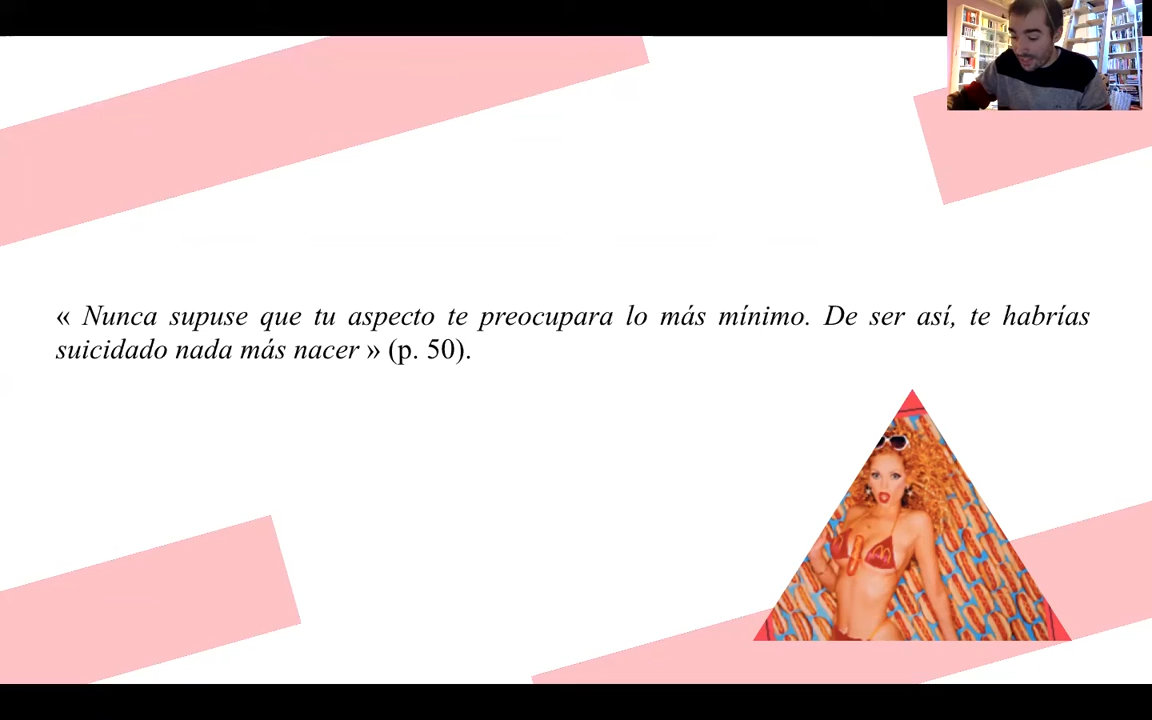 « Nunca supuse que tu aspecto te preocupara lo más mínimo. De ser así, te habrías
suicidado nada más nacer » (p. 50).